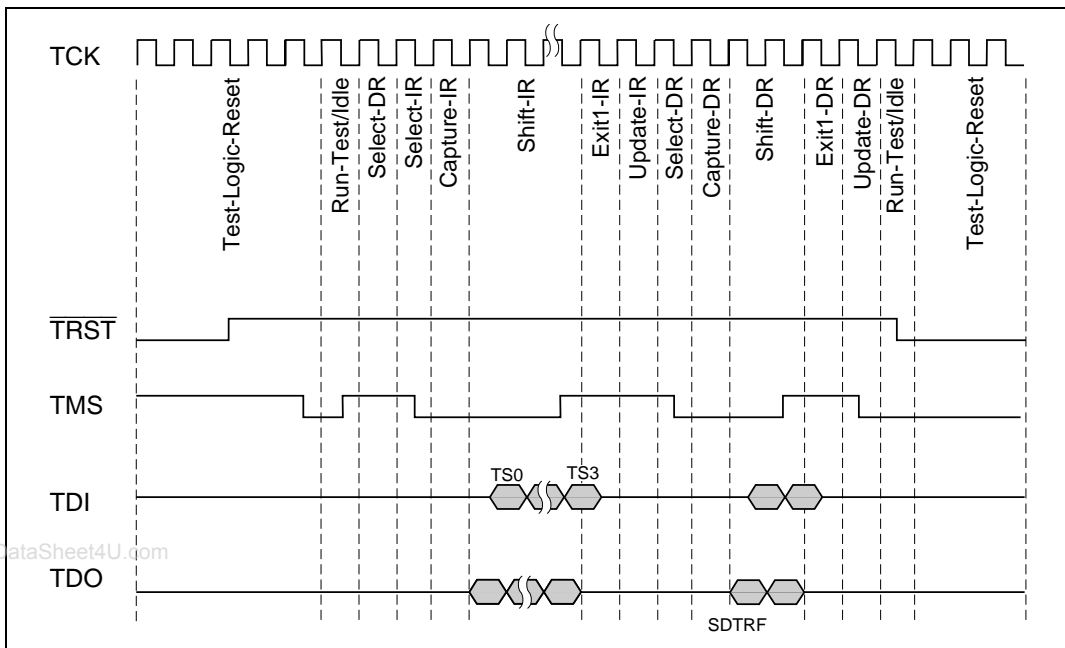 TCK
Test-Logic-Reset
Run-Test/Idle
Select-DR
Select-IR
Capture-IR
Shift-IR
Exit1-IR
Update-IR
Select-DR
Capture-DR
Shift-DR
Exit1-DR
Update-DR
Run-Test/Idle
Test-Logic-Reset
TRST
TMS
TS0
TS3
TDI
DataSheet4U.com
TDO
SDTRF